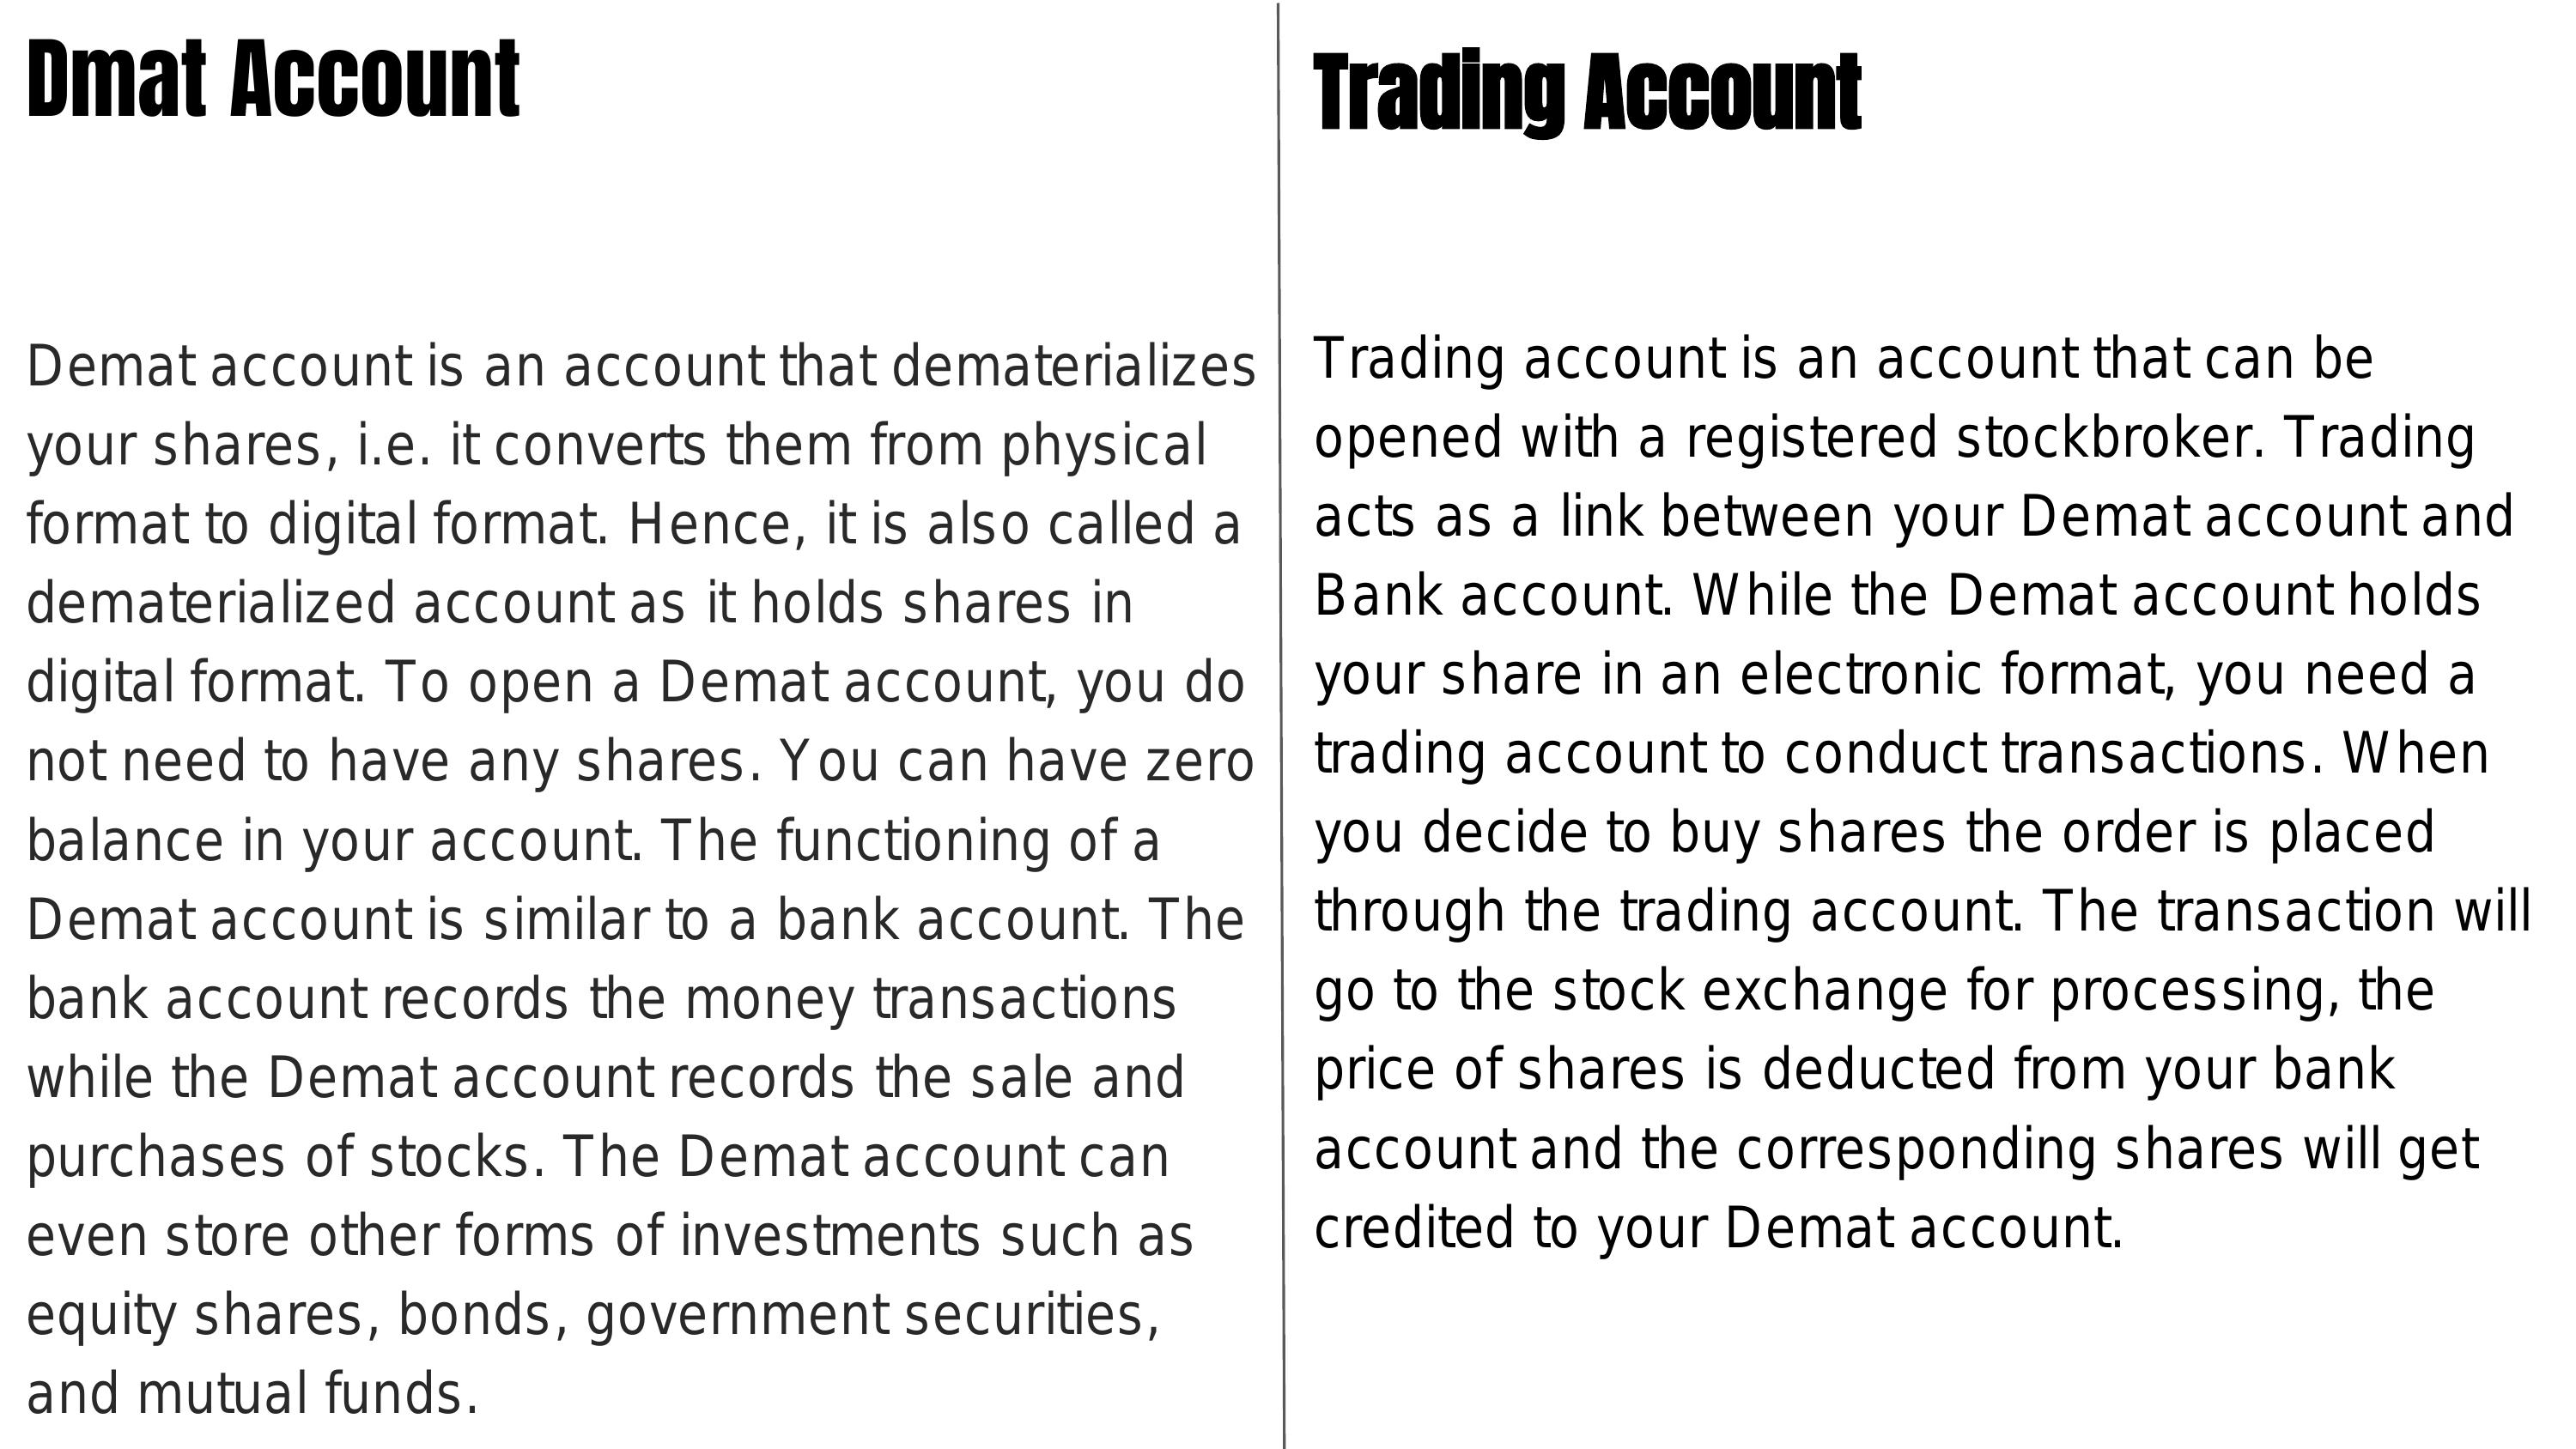 Dmat Account
Demat account is an account that dematerializes
your shares, i.e. it converts them from physical
format to digital format. Hence, it is also called a
dematerialized account as it holds shares in
digital format. To open a Demat account, you do
not need to have any shares. You can have zero
balance in your account. The functioning of a
Demat account is similar to a bank account. The
bank account records the money transactions
while the Demat account records the sale and
purchases of stocks. The Demat account can
even store other forms of investments such as
equity shares, bonds, government securities,
and mutual funds.
Trading Account
Trading account is an account that can be
opened with a registered stockbroker. Trading
acts as a link between your Demat account and
Bank account. While the Demat account holds
your share in an electronic format, you need a
trading account to conduct transactions. When
you decide to buy shares the order is placed
through the trading account. The transaction will
go to the stock exchange for processing, the
price of shares is deducted from your bank
account and the corresponding shares will get
credited to your Demat account.